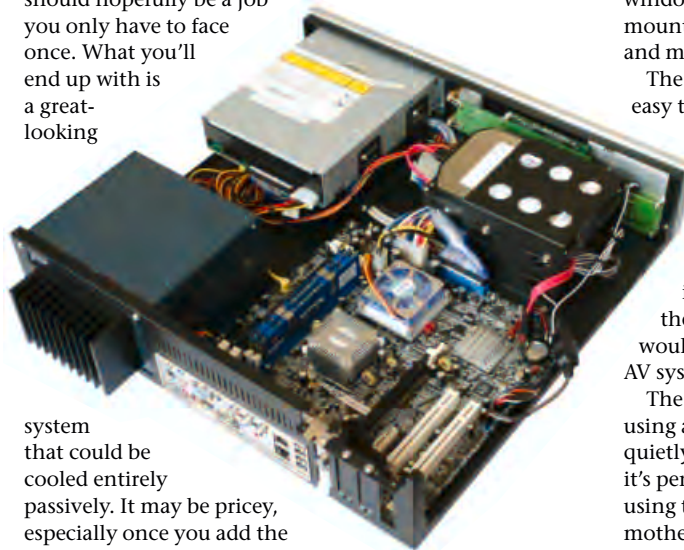 should hopefully be a job
you only have to face
once. What you'll
end up with is
a great-
looking
system
that could be
cooled entirely
passively. It may be pricey,
especially once you add the
window
mount
and m
The
easy t
i
the
woul
AV sys
The
using a
quietly
it's per
using t
mothe